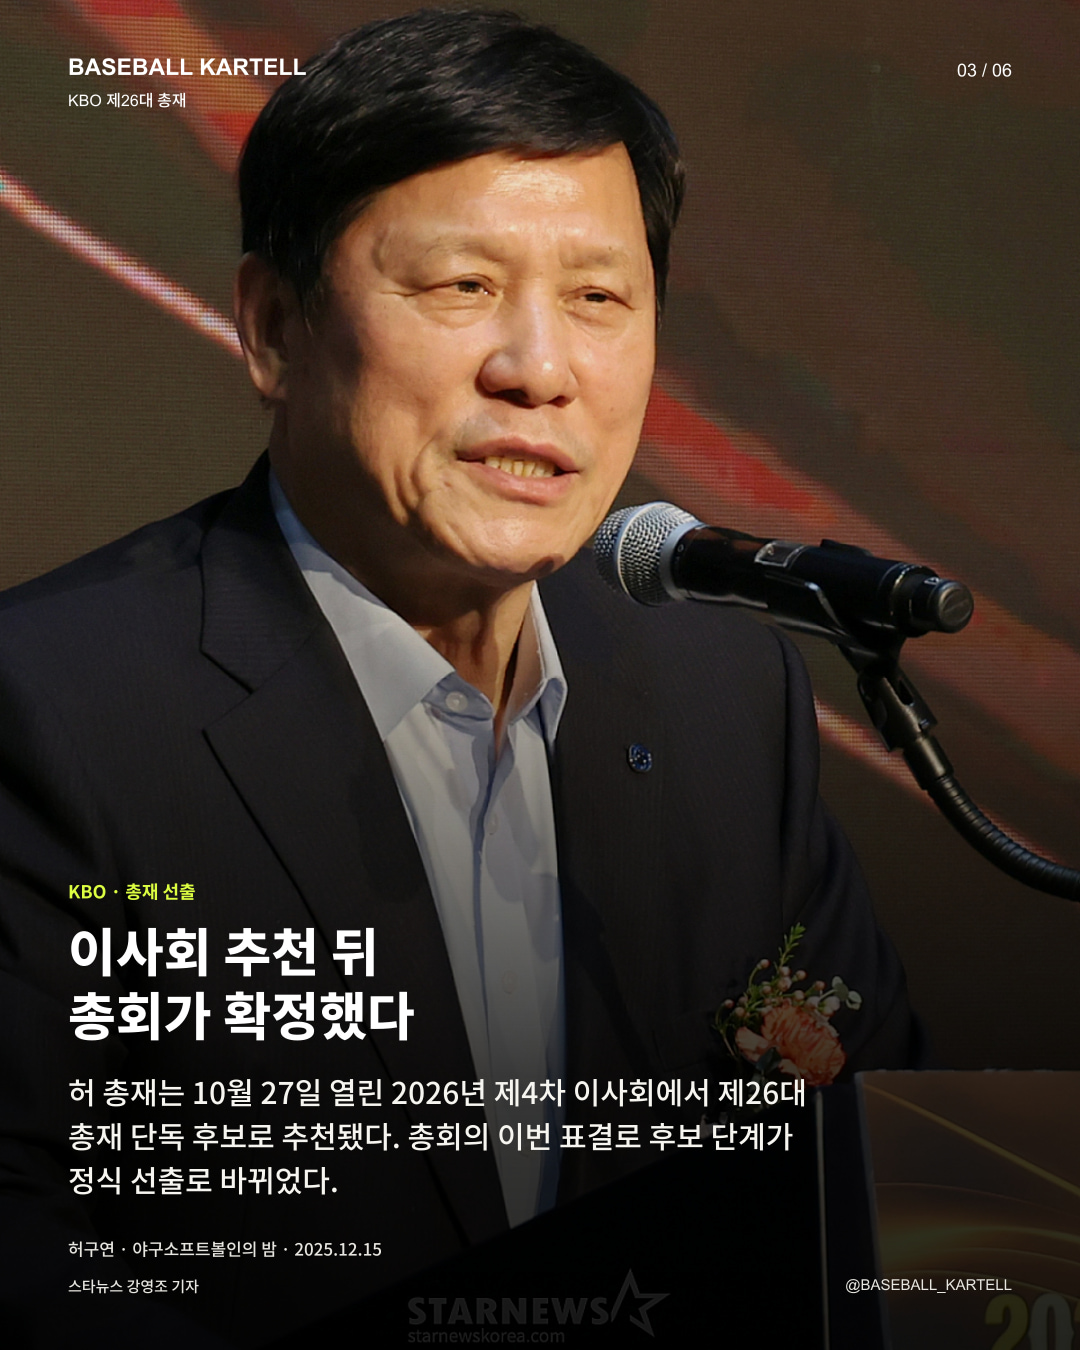 BASEBALL KARTELL
KBO 제26대 총재
03 / 06
KBO · 총재 선출
이사회 추천 뒤
총회가 확정했다
허 총재는 10월 27일 열린 2026년 제4차 이사회에서 제26대
총재 단독 후보로 추천됐다. 총회의 이번 표결로 후보 단계가
정식 선출로 바뀌었다.
허구연 · 야구소프트볼인의 밤 · 2025.12.15
스타뉴스 강영조 기자
@BASEBALL_KARTELL
STARNEWS
starnewskorea.com
202